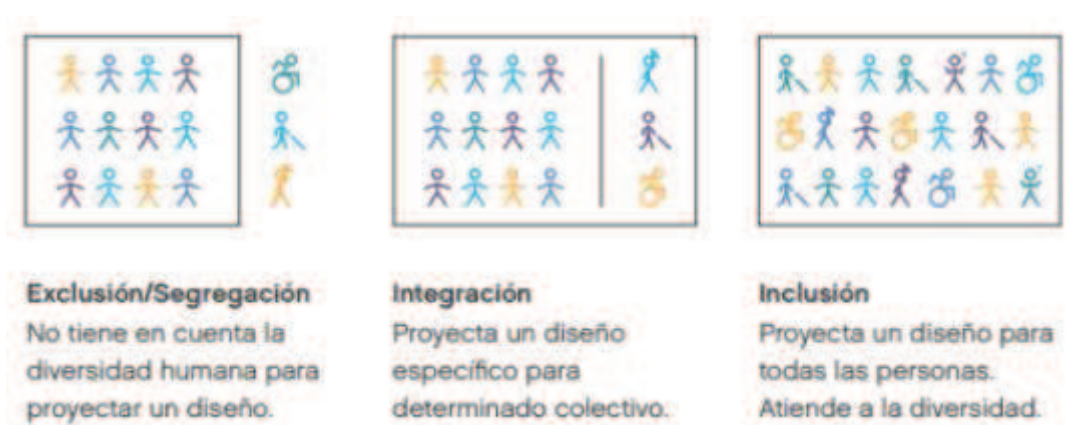 Exclusión/Segregación
No tiene en cuenta la
diversidad humana para
proyectar un diseño.
Integración
Proyecta un diseño
específico para
determinado colectivo.
Inclusión
Proyecta un diseño para
todas las personas.
Atiende a la diversidad.